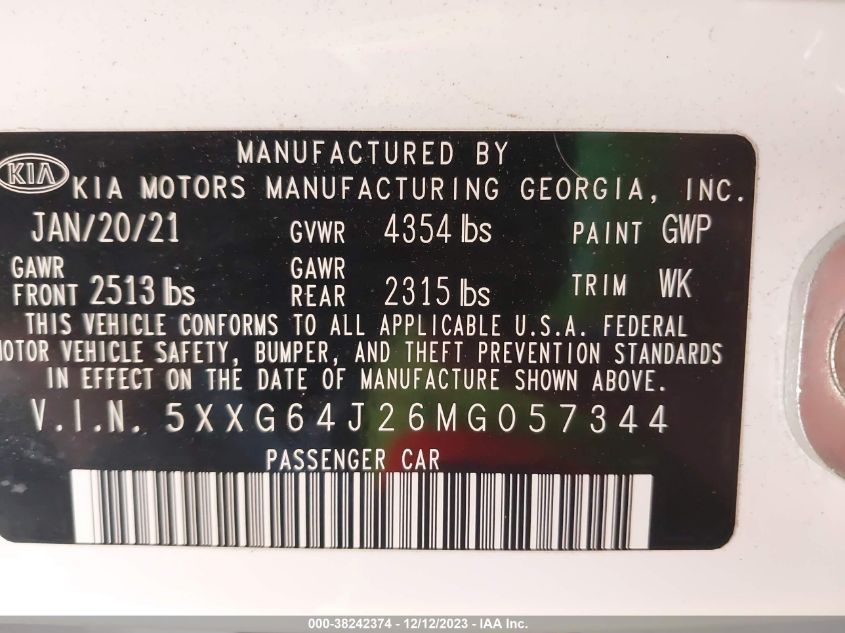 MANUFACTURED BY
KIA
KIA MOTORS MANUFACTURING GEORGIA, INC.
JAN/20/21 GVWR 4354 lbs PAINT GWP
GAWR FRONT 2513 lbs GAWR REAR 2315 lbs TRIM WK
THIS VEHICLE CONFORMS TO ALL APPLICABLE U.S.A. FEDERAL
MOTOR VEHICLE SAFETY, BUMPER, AND THEFT PREVENTION STANDARDS
IN EFFECT ON THE DATE OF MANUFACTURE SHOWN ABOVE.
V.I.N. 5XXG64J26MG057344
PASSENGER CAR
000-38242374 - 12/12/2023 - IAA Inc.